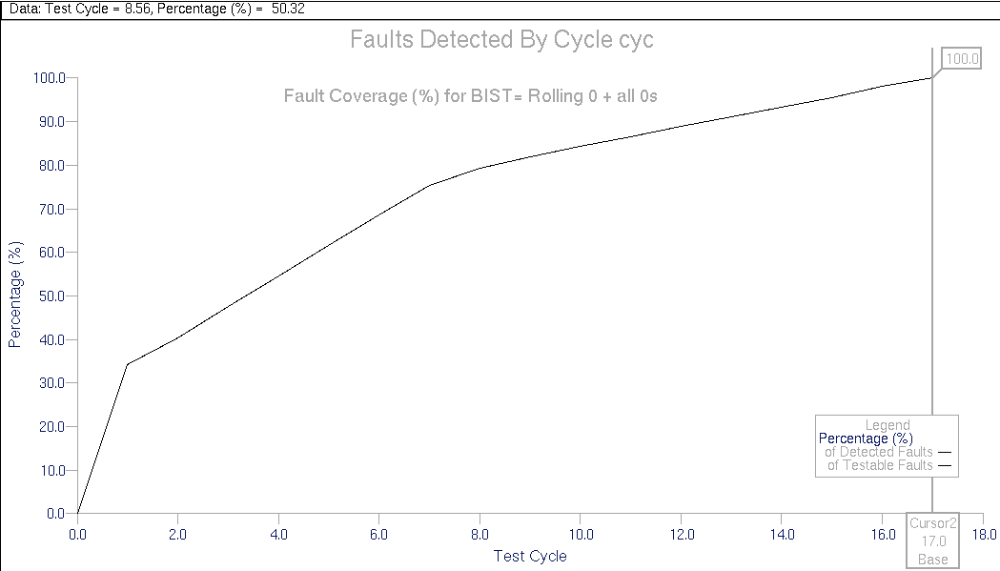 Data: Test Cycle = 8.56, Percentage (%) = 50.32
Faults Detected By Cycle cyc
100.0
Fault Coverage (%) for BIST= Rolling 0 + all 0s
100.0
90.0
80.0
70.0
60.0
50.0
40.0
30.0
20.0
10.0
0.0
Percentage (%)
Legend
Percentage (%)
of Detected Faults
of Testable Faults
0.0 2.0 4.0 6.0 8.0 10.0 12.0 14.0 16.0 18.0
Test Cycle
Cursor2
17.0
Base